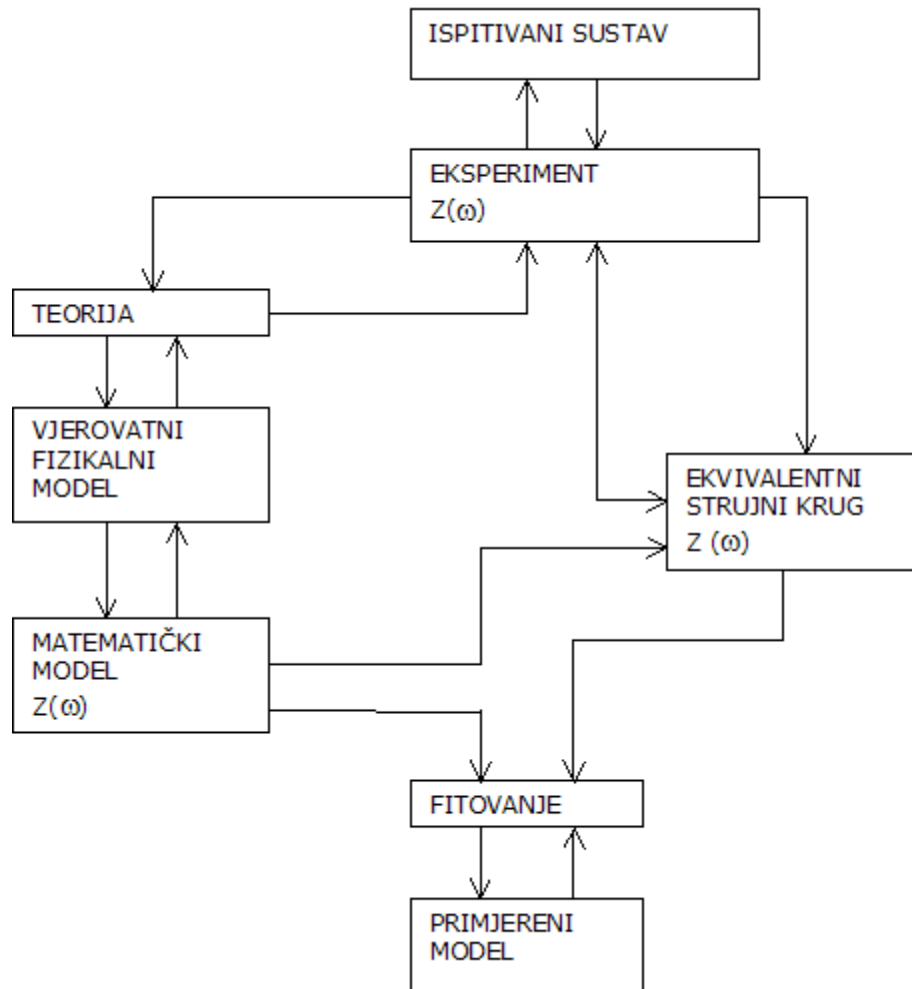 ISPITIVANI SUSTAV
EKSPERIMENT
Z(ω)
TEORIJA
VJEROVATNI
FIZIKALNI
MODEL
EKVIVALENTNI
STRUJNI KRUG
Z (ω)
MATEMATIČKI
MODEL
Z(ω)
FITOVANJE
PRIMJERENI
MODEL